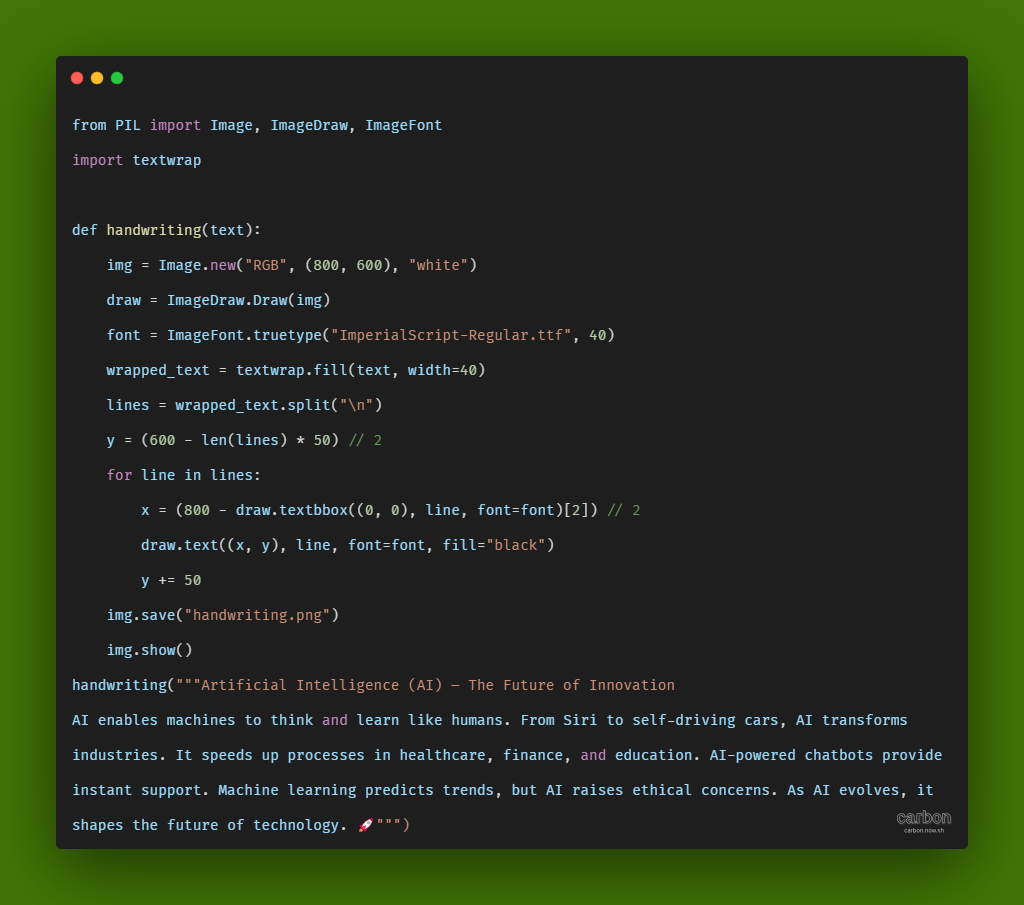 from PIL import Image, ImageDraw, ImageFont
import textwrap

def handwriting(text):
    img = Image.new("RGB", (800, 600), "white")
    draw = ImageDraw.Draw(img)
    font = ImageFont.truetype("ImperialScript-Regular.ttf", 40)
    wrapped_text = textwrap.fill(text, width=40)
    lines = wrapped_text.split("\n")
    y = (600 - len(lines) * 50) // 2
    for line in lines:
        x = (800 - draw.textbbox((0, 0), line, font=font)[2]) // 2
        draw.text((x, y), line, font=font, fill="black")
        y += 50
    img.save("handwriting.png")
    img.show()
handwriting("""Artificial Intelligence (AI) – The Future of Innovation
AI enables machines to think and learn like humans. From Siri to self-driving cars, AI transforms
industries. It speeds up processes in healthcare, finance, and education. AI-powered chatbots provide
instant support. Machine learning predicts trends, but AI raises ethical concerns. As AI evolves, it
shapes the future of technology. 🚀""")
carbon
carbon.now.sh